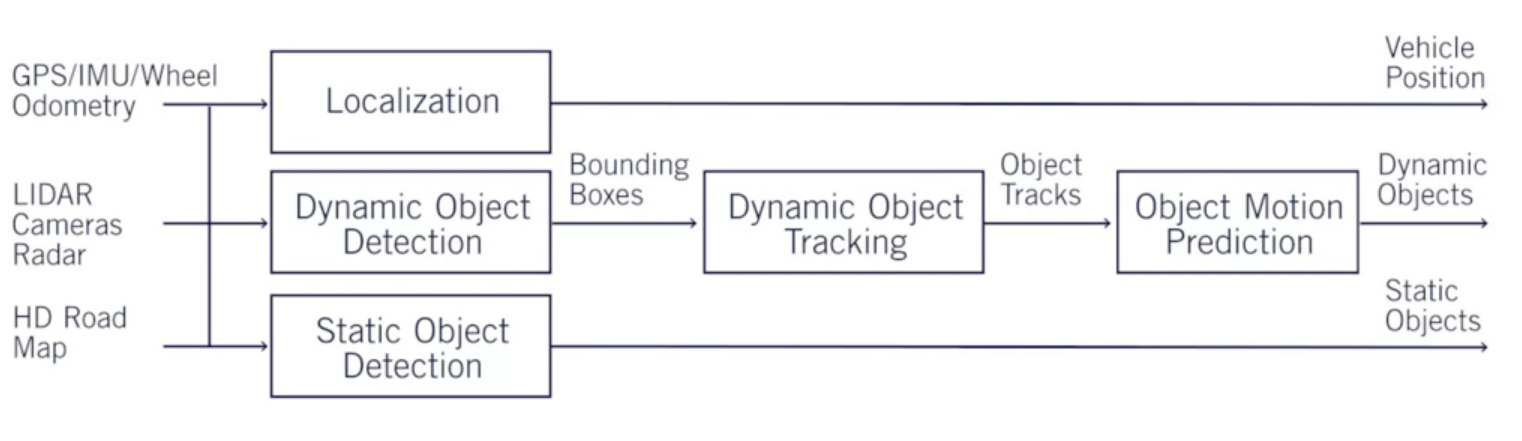 GPS/IMU/Wheel
Odometry
Localization
Vehicle
Position
LIDAR
Cameras
Radar
Dynamic Object
Detection
Bounding
Boxes
Dynamic Object
Tracking
Object
Tracks
Object Motion
Prediction
Dynamic
Objects
HD Road
Map
Static Object
Detection
Static
Objects